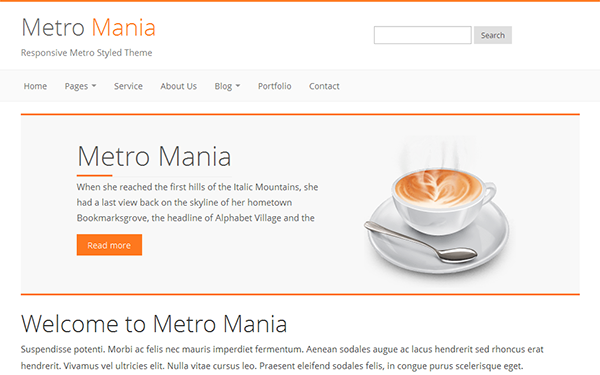 Metro Mania
Responsive Metro Styled Theme
Search
Home Pages Service About Us Blog Portfolio Contact
Metro Mania
When she reached the first hills of the Italic Mountains, she
had a last view back on the skyline of her hometown
Bookmarksgrove, the headline of Alphabet Village and the
Read more
Welcome to Metro Mania
Suspendisse potenti. Morbi ac felis nec mauris imperdiet fermentum. Aenean sodales augue ac lacus hendrerit sed rhoncus erat
hendrerit. Vivamus vel ultricies elit. Nulla vitae cursus leo. Praesent eleifend sodales felis, in congue purus scelerisque eget.